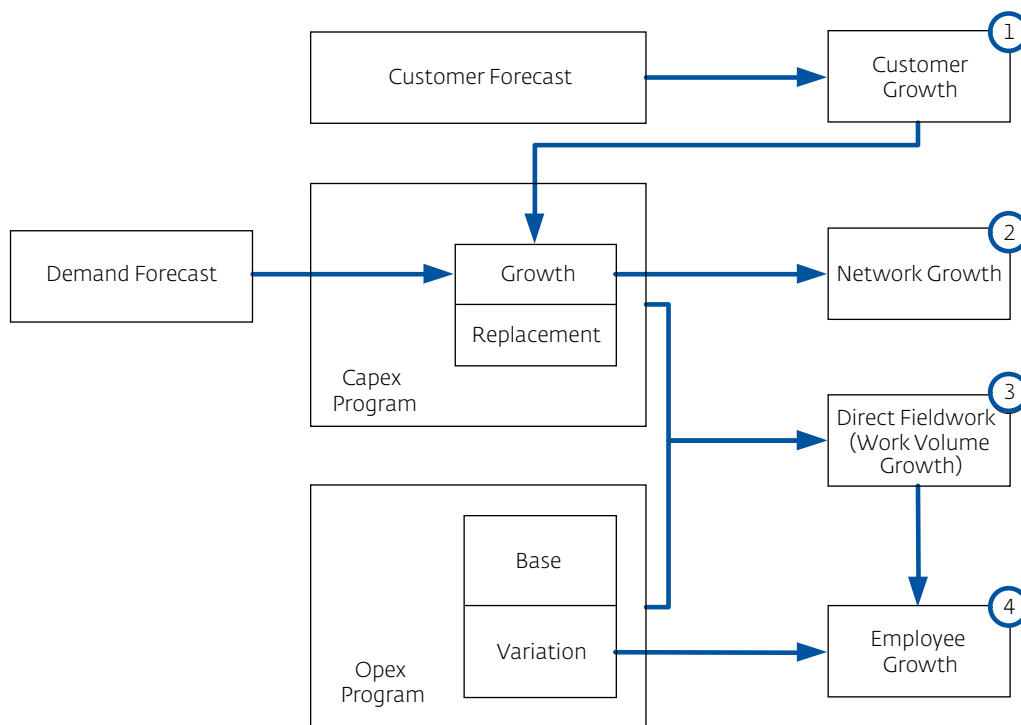 1
Customer Forecast
Customer
Growth
2
Demand Forecast
Growth
Network Growth
Replacement
Capex
Program
3
Direct Fieldwork
(Work Volume
Growth)
Base
4
Variation
Employee
Growth
Opex
Program